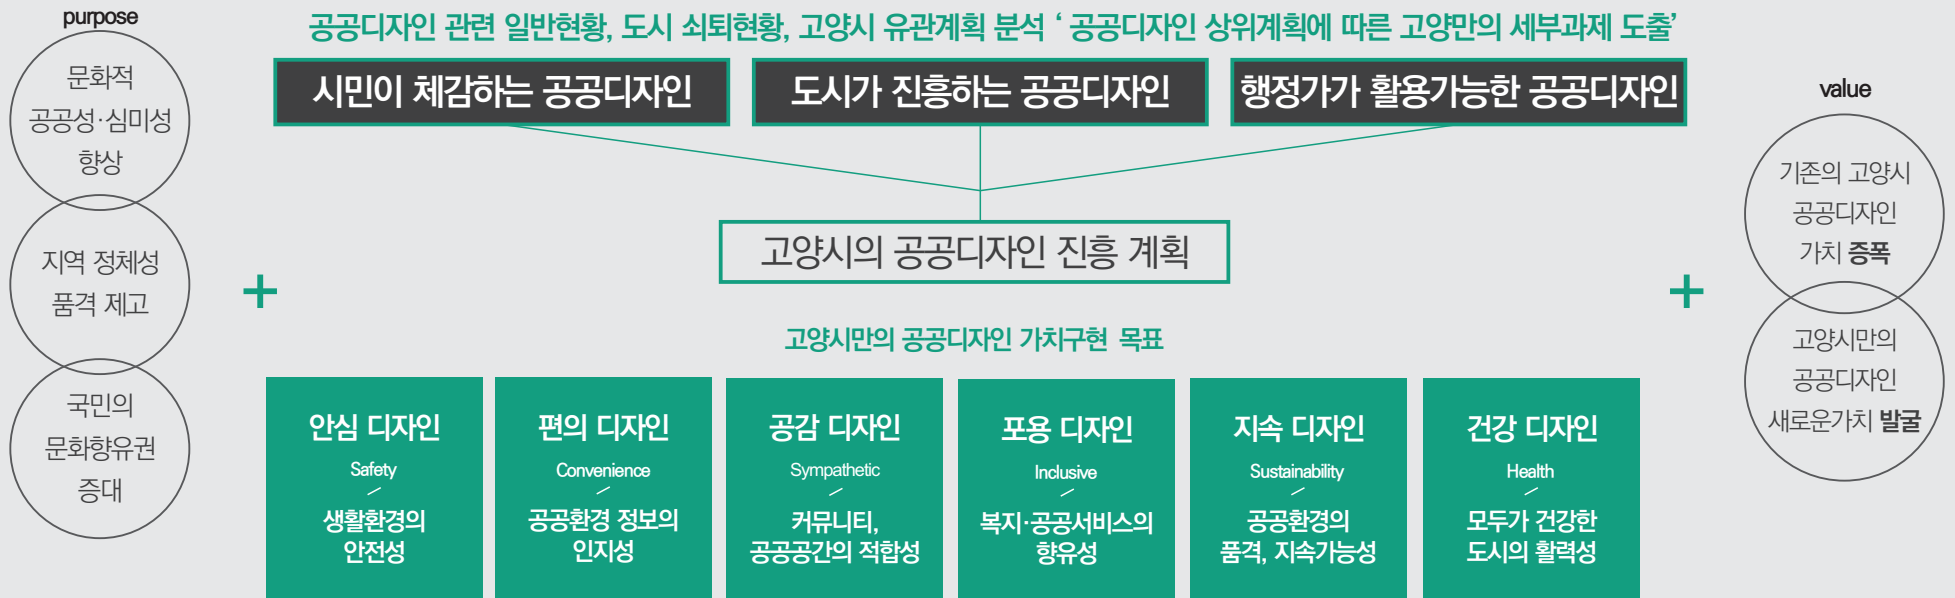 purpose
문화적
공공성·심미성
향상
지역 정체성
품격 제고
국민의
문화향유권
증대
+
공공디자인 관련 일반현황, 도시 쇠퇴현황, 고양시 유관계획 분석 ‘ 공공디자인 상위계획에 따른 고양만의 세부과제 도출’
시민이 체감하는 공공디자인
도시가 진흥하는 공공디자인
행정가가 활용가능한 공공디자인
고양시의 공공디자인 진흥 계획
고양시만의 공공디자인 가치구현 목표
안심 디자인
Safety
생활환경의
안전성
편의 디자인
Convenience
공공환경 정보의
인지성
공감 디자인
Sympathetic
커뮤니티,
공공공간의 적합성
포용 디자인
Inclusive
복지·공공서비스의
향유성
지속 디자인
Sustainability
공공환경의
품격, 지속가능성
건강 디자인
Health
모두가 건강한
도시의 활력성
+
value
기존의 고양시
공공디자인
가치 증폭
고양시만의
공공디자인
새로운가치 발굴